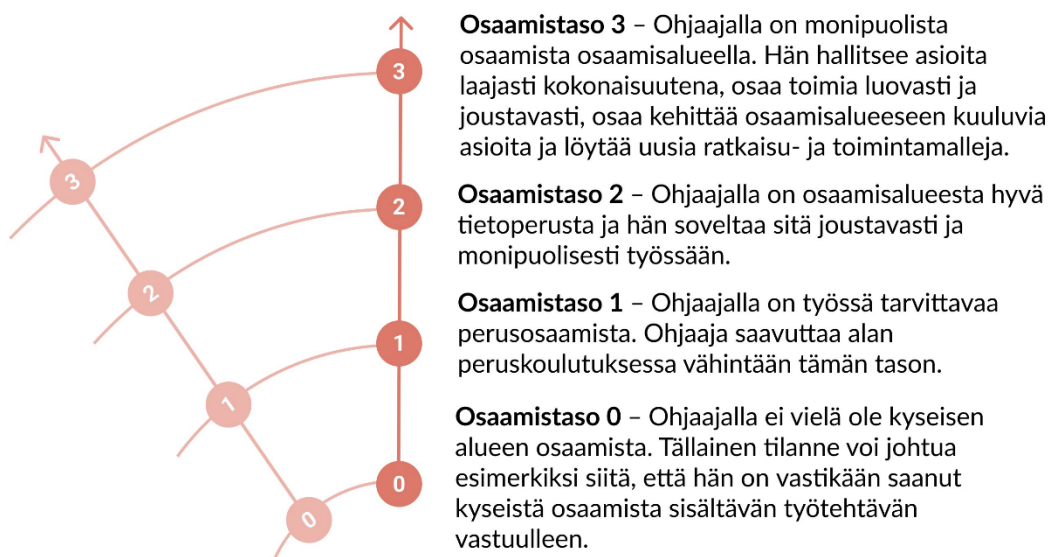 3
Osaamistaso 3 – Ohjaajalla on monipuolista
osaamista osaamisalueella. Hän hallitsee asioita
laajasti kokonaisuutena, osaa toimia luovasti ja
joustavasti, osaa kehittää osaamisalueeseen kuuluvia
asioita ja löytää uusia ratkaisu- ja toimintamalleja.
3
2
Osaamistaso 2 – Ohjaajalla on osaamisalueesta hyvä
tietoperusta ja hän soveltaa sitä joustavasti ja
monipuolisesti työssään.
2
1
Osaamistaso 1 – Ohjaajalla on työssä tarvittavaa
perusosaamista. Ohjaaja saavuttaa alan
peruskoulutuksessa vähintään tämän tason.
1
0
Osaamistaso 0 – Ohjaajalla ei vielä ole kyseisen
alueen osaamista. Tällainen tilanne voi johtua
esimerkiksi siitä, että hän on vastikään saanut
kyseistä osaamista sisältävän työtehtävän
vastuulleen.
0